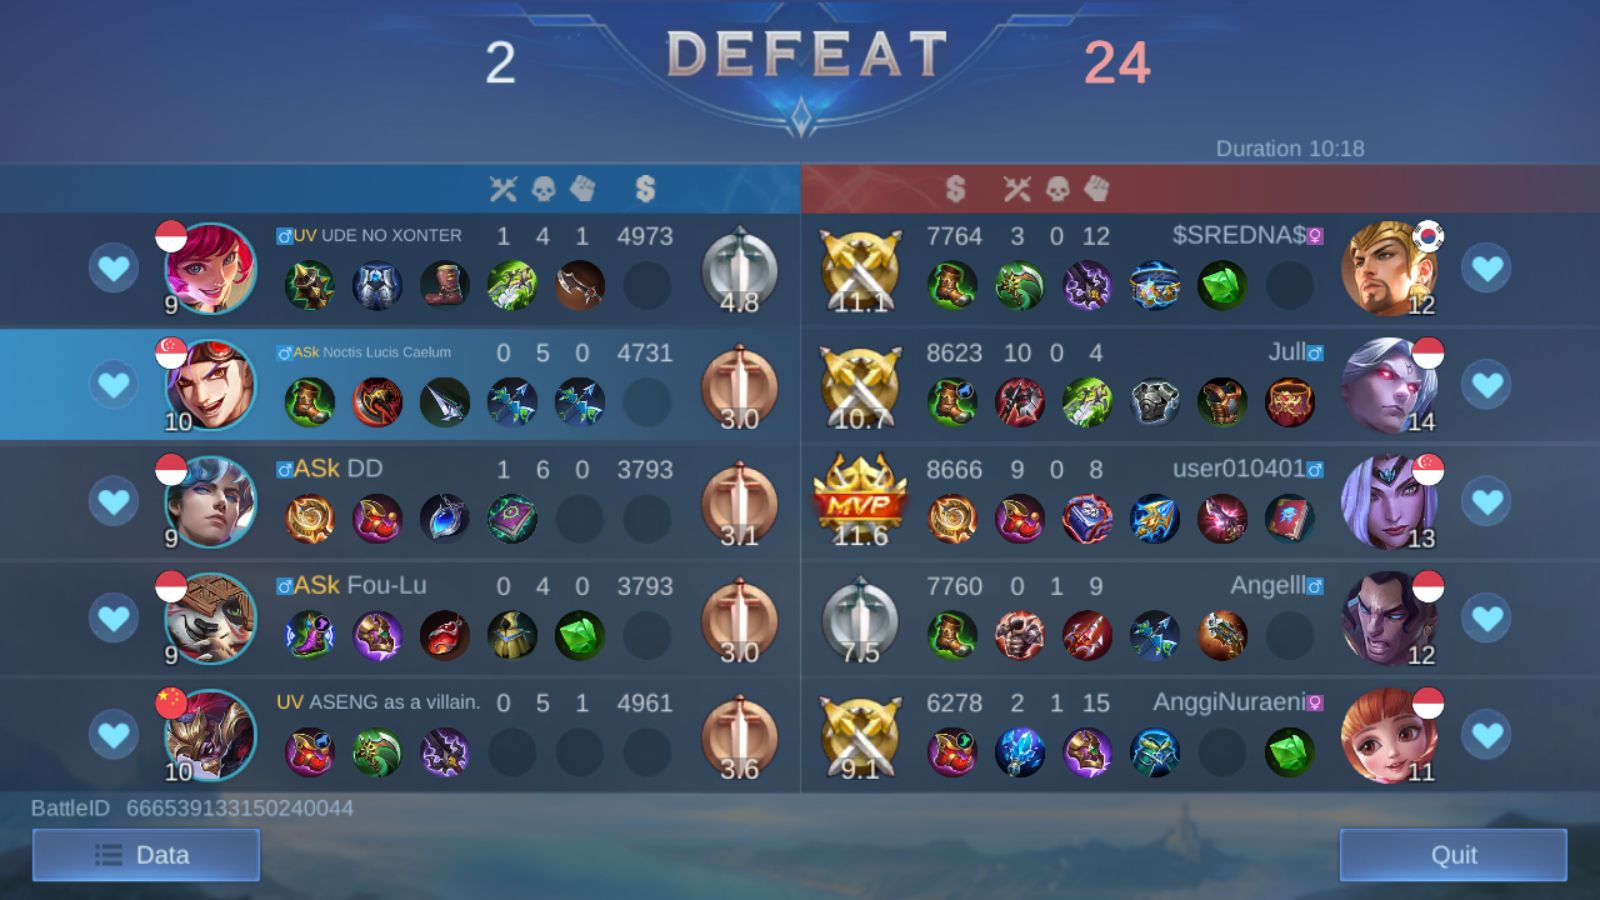 2 DEFEAT 24
Duration 10:18
UV UDE NO XONTER 1 4 1 4973
9 4.8
7764 3 0 12 $SREDNA$
11.1 12
ASk Noctis Lucis Caelum 0 5 0 4731
10 3.0
8623 10 0 4 Jull
10.7 14
ASk DD 1 6 0 3793
9 3.1
8666 9 0 8 user010401
MVP
11.6 13
ASk Fou-Lu 0 4 0 3793
9 3.0
7760 0 1 9 Angelll
7.5 12
UV ASENG as a villain. 0 5 1 4961
10 3.6
6278 2 1 15 AnggiNuraeni
9.1 11
BattleID 666539133150240044
Data
Quit